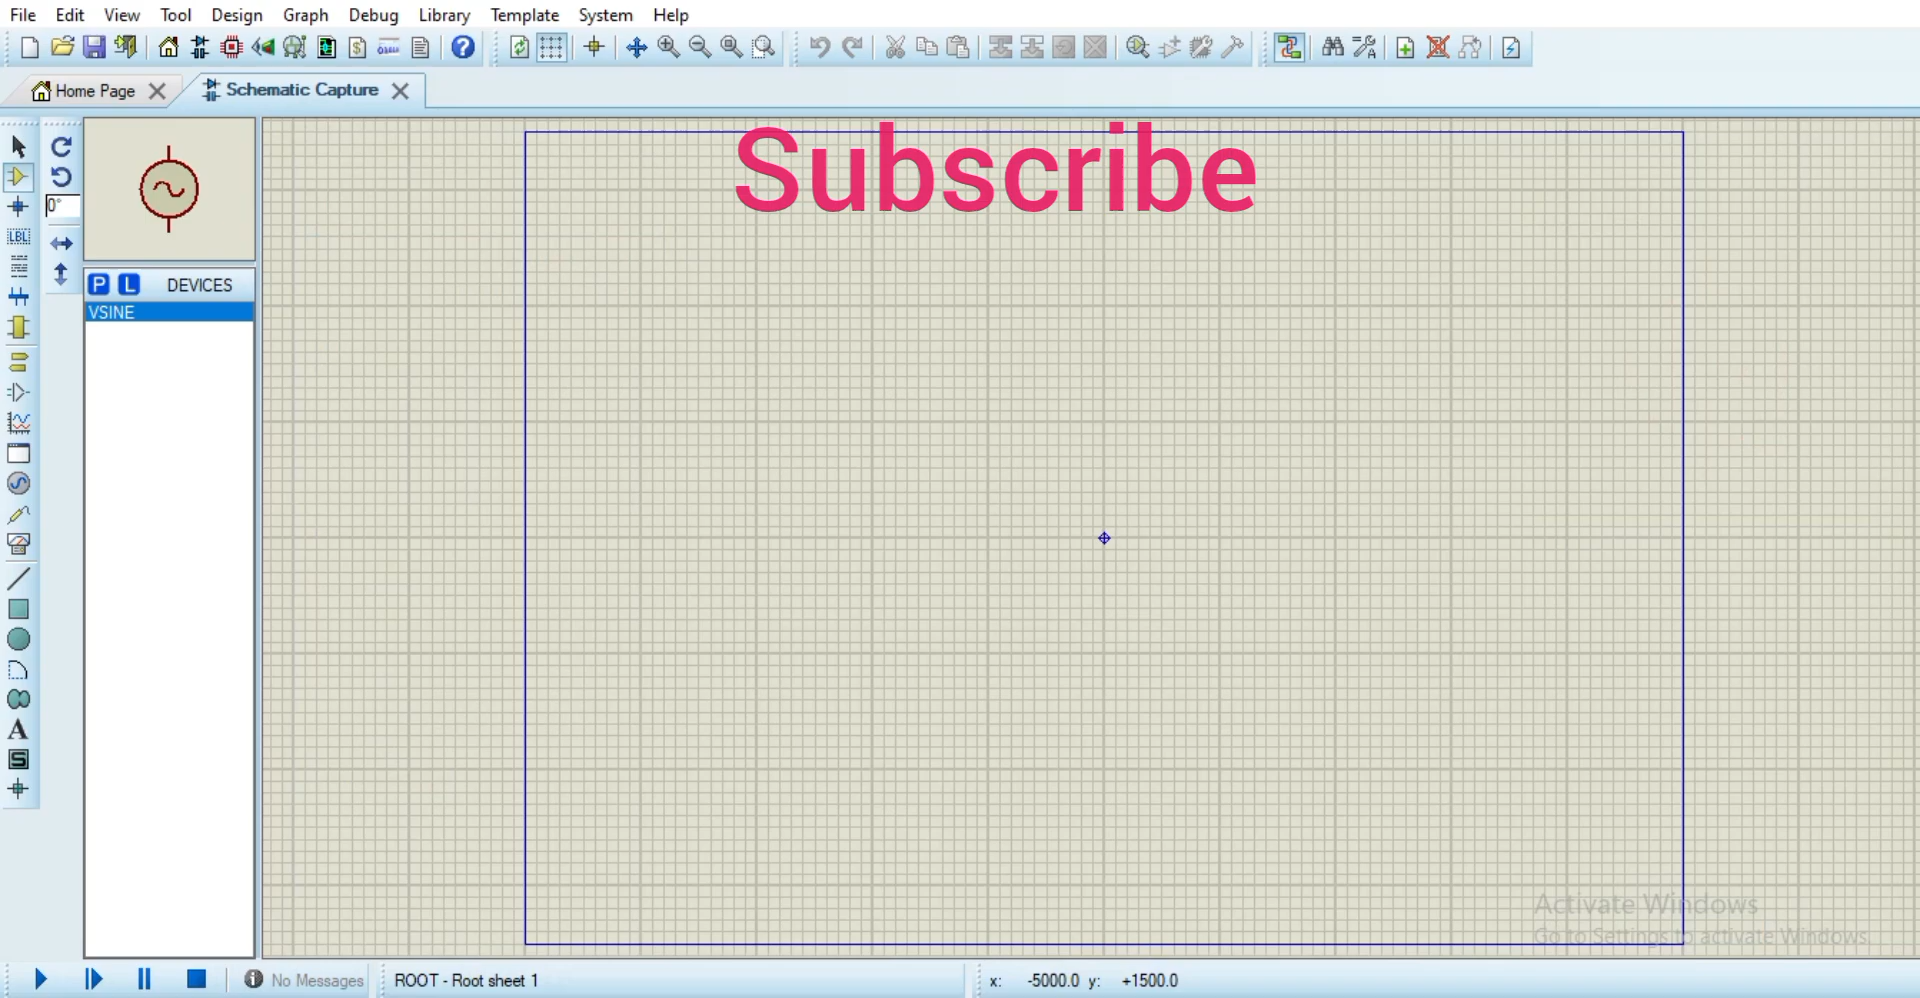 File Edit View Tool Design Graph Debug Library Template System Help
Home Page
Schematic Capture
Subscribe
0°
LBL
P L DEVICES
VSINE
A
S
Activate Windows
Go to Settings to activate Windows.
No Messages
ROOT - Root sheet 1
x: -5000.0 y: +1500.0